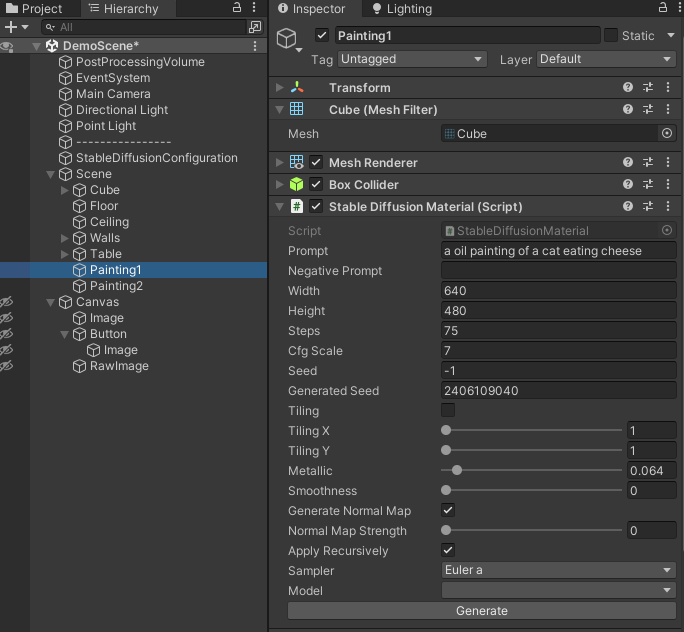 Project
Hierarchy
All
DemoScene*
PostProcessingVolume
EventSystem
Main Camera
Directional Light
Point Light
----------------
StableDiffusionConfiguration
Scene
Cube
Floor
Ceiling
Walls
Table
Painting1
Painting2
Canvas
Image
Button
Image
RawImage
Inspector
Lighting
Painting1
Static
Tag Untagged Layer Default
Transform
Cube (Mesh Filter)
Mesh Cube
Mesh Renderer
Box Collider
# Stable Diffusion Material (Script)
Script # StableDiffusionMaterial
Prompt a oil painting of a cat eating cheese
Negative Prompt
Width 640
Height 480
Steps 75
Cfg Scale 7
Seed -1
Generated Seed 2406109040
Tiling
Tiling X 1
Tiling Y 1
Metallic 0.064
Smoothness 0
Generate Normal Map
Normal Map Strength 0
Apply Recursively
Sampler Euler a
Model
Generate